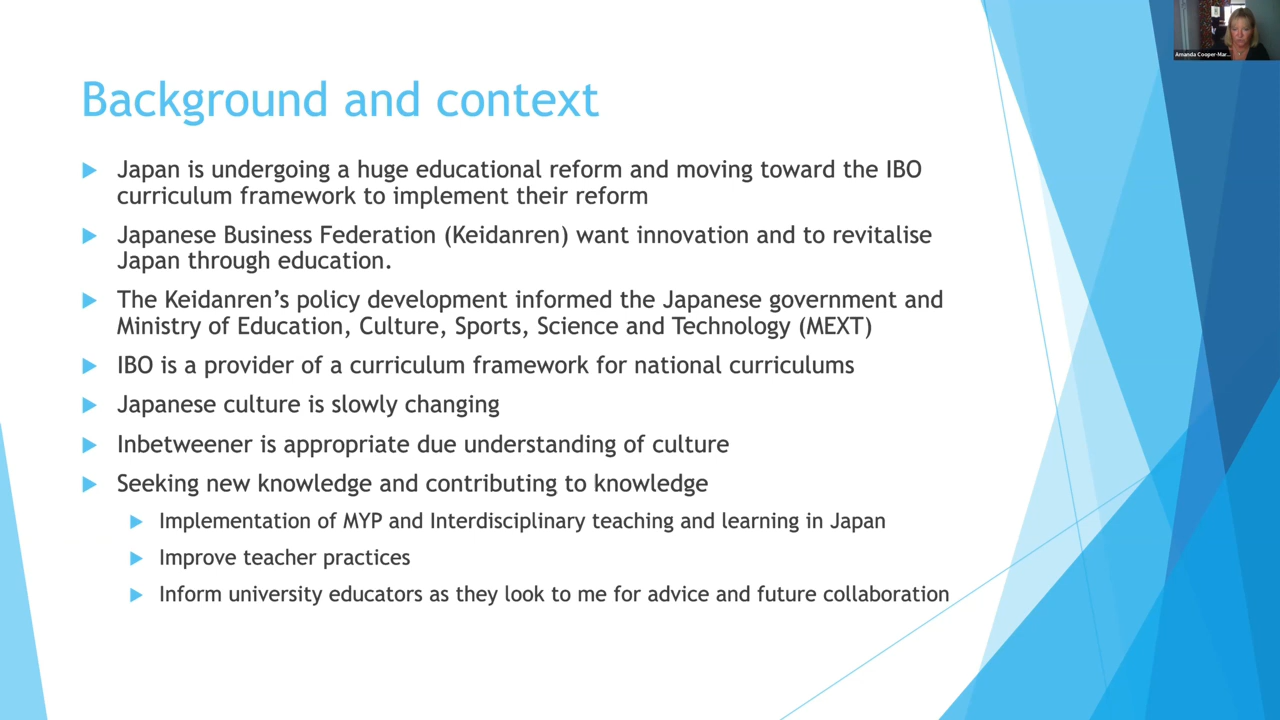 Amanda Cooper-Mar...
Background and context
Japan is undergoing a huge educational reform and moving toward the IBO
curriculum framework to implement their reform
Japanese Business Federation (Keidanren) want innovation and to revitalise
Japan through education.
The Keidanren’s policy development informed the Japanese government and
Ministry of Education, Culture, Sports, Science and Technology (MEXT)
IBO is a provider of a curriculum framework for national curriculums
Japanese culture is slowly changing
Inbetweener is appropriate due understanding of culture
Seeking new knowledge and contributing to knowledge
Implementation of MYP and Interdisciplinary teaching and learning in Japan
Improve teacher practices
Inform university educators as they look to me for advice and future collaboration